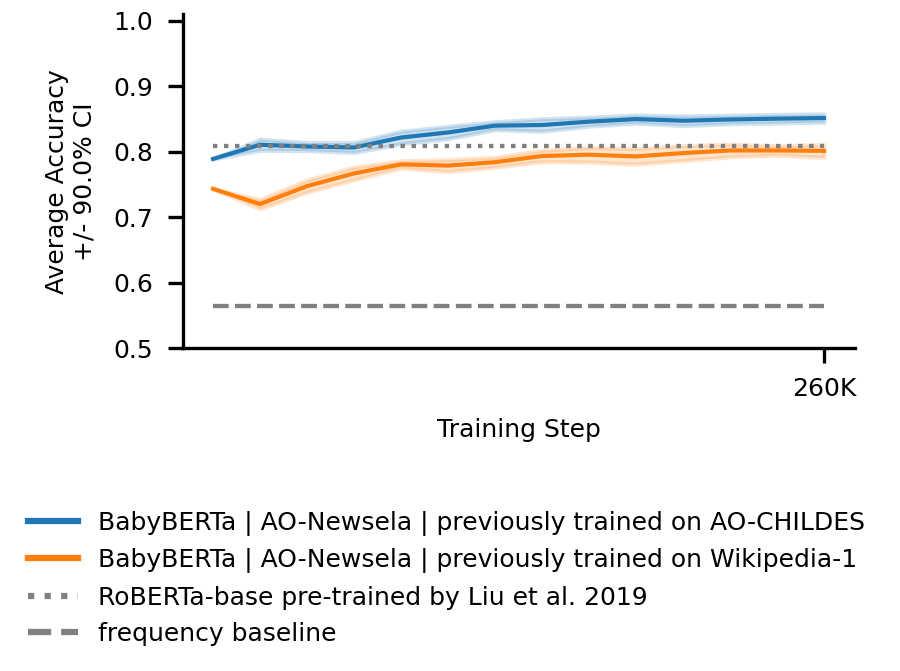 1.0
0.9
0.8
0.7
0.6
0.5
Average Accuracy
+/- 90.0% CI
260K
Training Step
BabyBERTa | AO-Newsela | previously trained on AO-CHILDES
BabyBERTa | AO-Newsela | previously trained on Wikipedia-1
RoBERTa-base pre-trained by Liu et al. 2019
frequency baseline